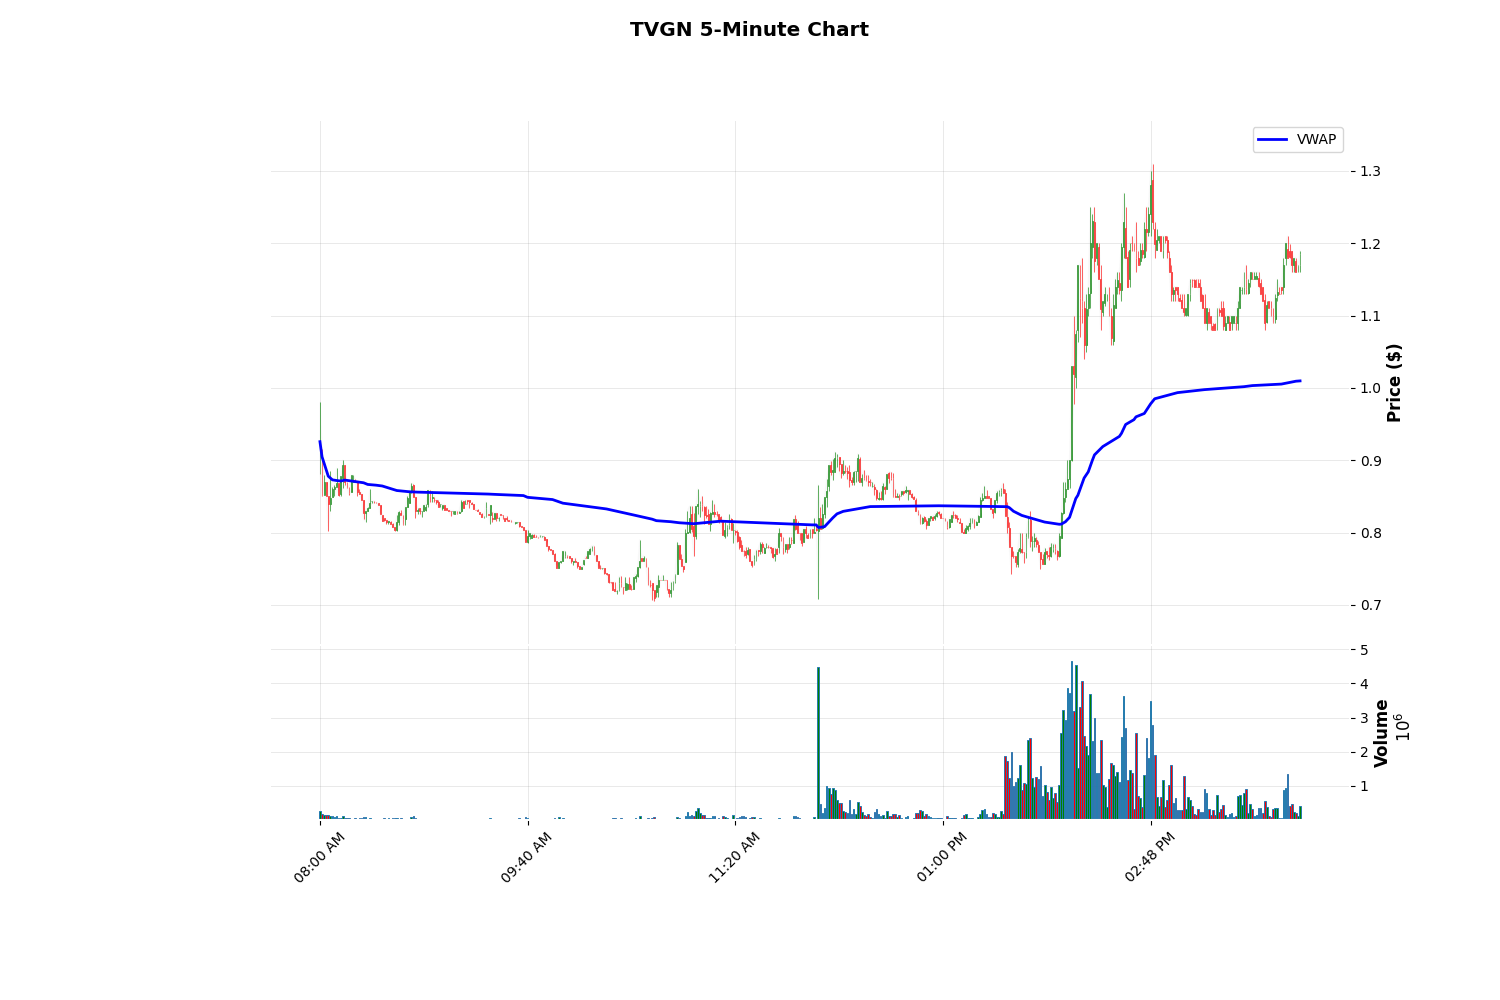 TVGN 5-Minute Chart
VWAP
1.3
1.2
1.1
1.0
0.9
0.8
0.7
Price ($)
5
4
3
2
1
Volume
10⁶
08:00 AM
09:40 AM
11:20 AM
01:00 PM
02:48 PM